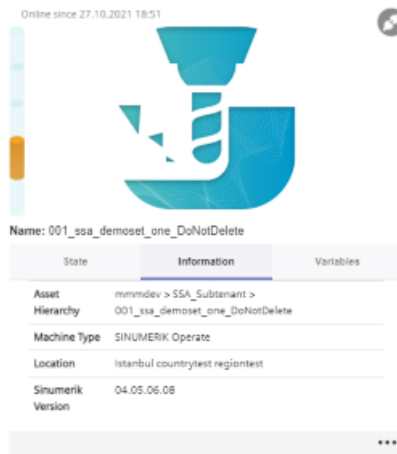 Online since 27.10.2021 18:51
Name: 001_ssa_demoset_one_DoNotDelete
State Information Variables
Asset Hierarchy mmmdev > SSA_Subtenant > 001_ssa_demoset_one_DoNotDelete
Machine Type SINUMERIK Operate
Location Istanbul countrytest regiontest
Sinumerik Version 04.05.06.08